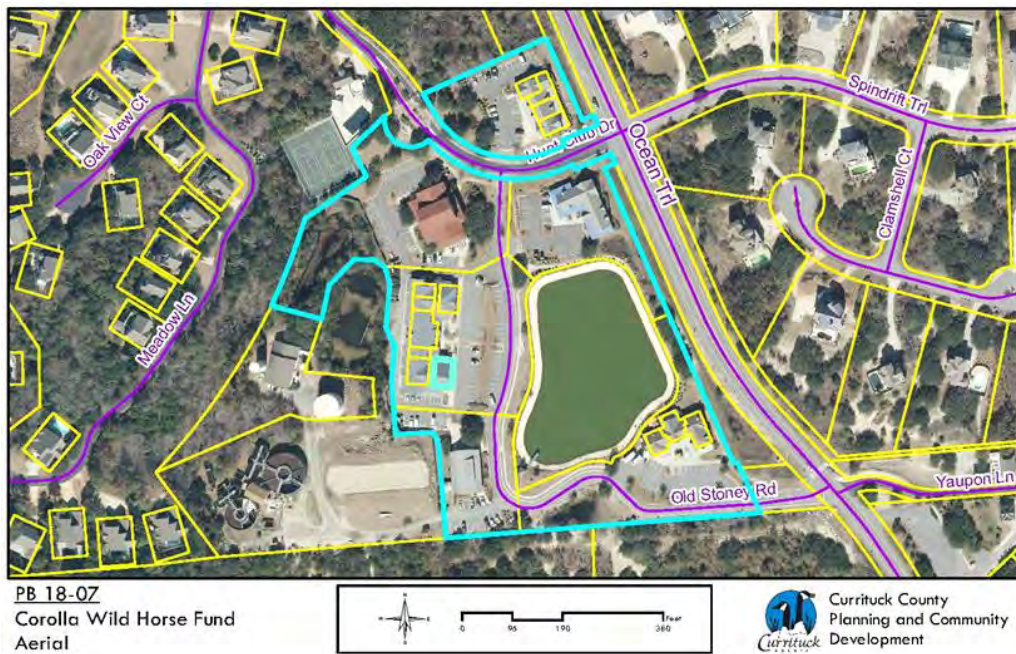 Oak View Ct
Spindrift Trl
Hunt Club Dr
Ocean Trl
Clamshell Ct
Meadow Ln
Old Stoney Rd
Yaupon Ln
PB 18-07
Corolla Wild Horse Fund
Aerial
N
E
0 95 190 380
Feet
Currituck
Currituck County
Planning and Community
Development